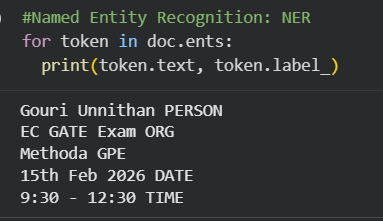 #Named Entity Recognition: NER
for token in doc.ents:
  print(token.text, token.label_)
Gouri Unnithan PERSON
EC GATE Exam ORG
Methoda GPE
15th Feb 2026 DATE
9:30 - 12:30 TIME